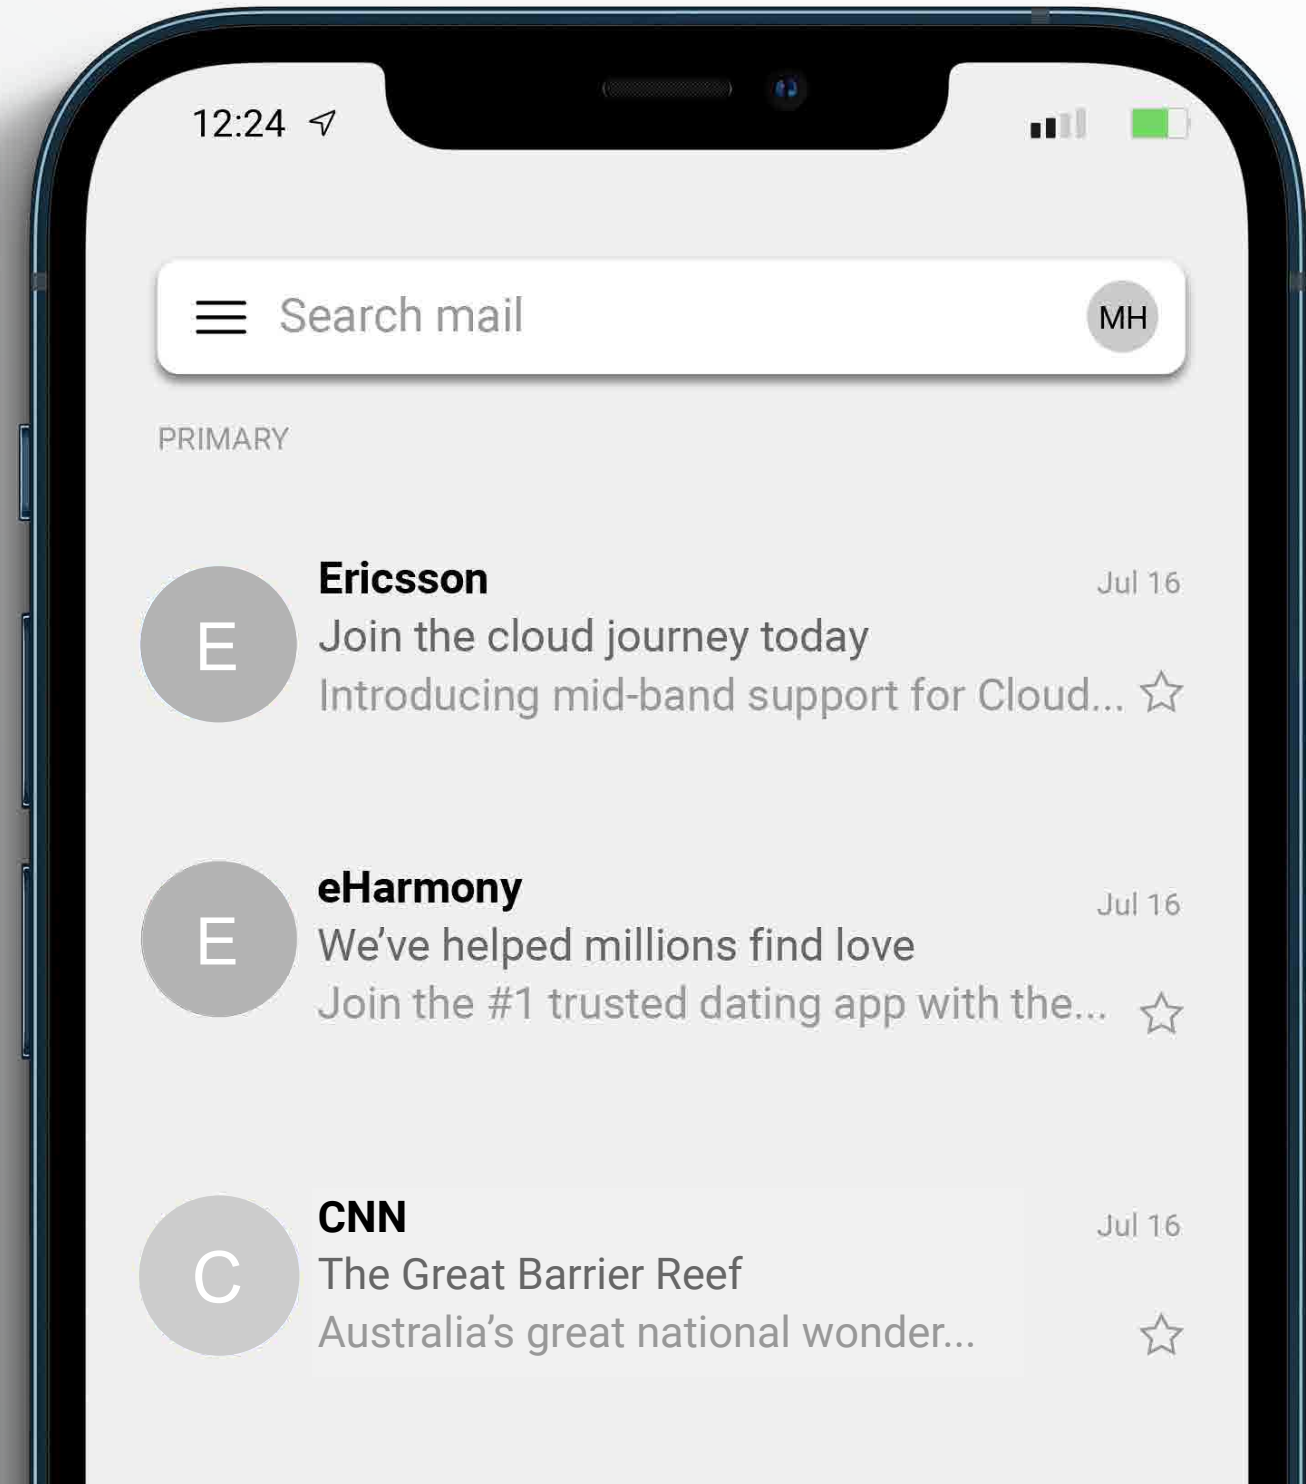 12:24
Search mail
MH
PRIMARY
E
Ericsson
Jul 16
Join the cloud journey today
Introducing mid-band support for Cloud...
E
eHarmony
Jul 16
We’ve helped millions find love
Join the #1 trusted dating app with the...
C
CNN
Jul 16
The Great Barrier Reef
Australia’s great national wonder...